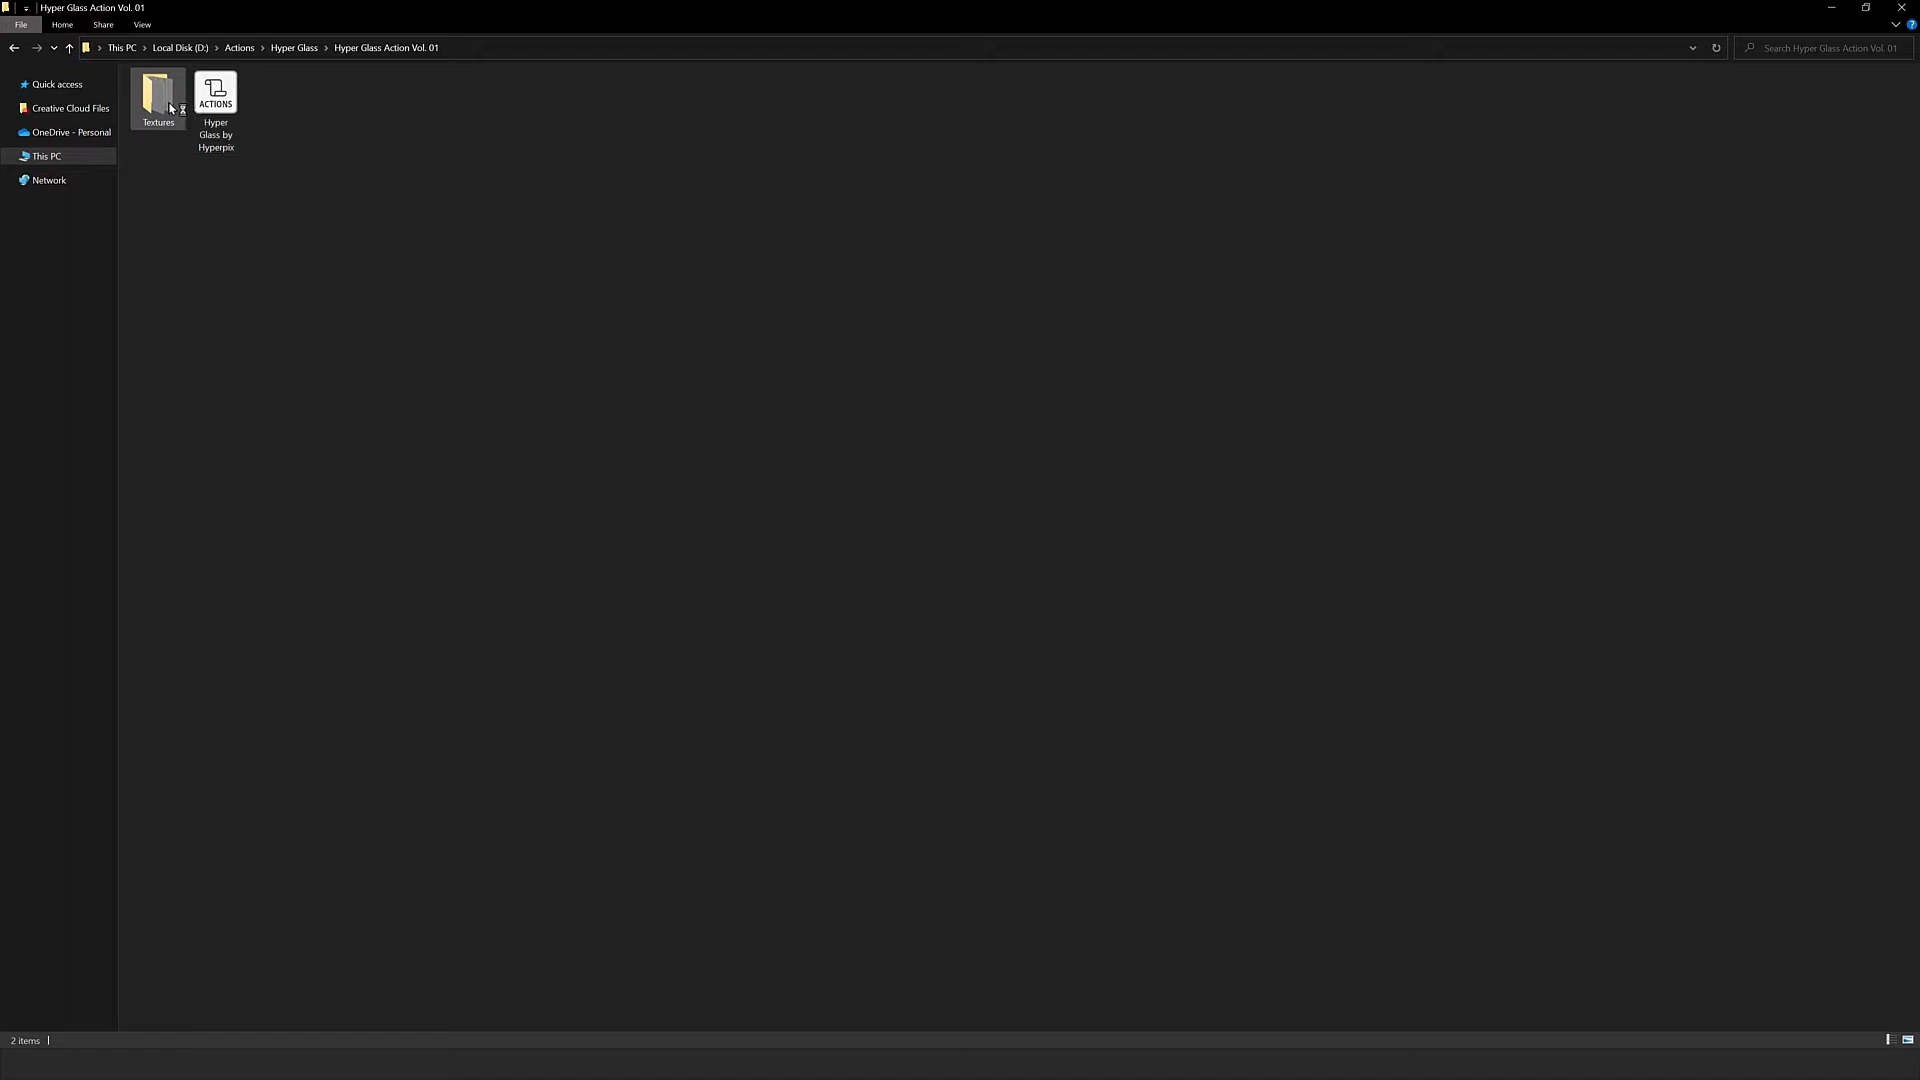 Hyper Glass Action Vol. 01
File Home Share View
This PC Local Disk (D:) Actions Hyper Glass Hyper Glass Action Vol. 01
Search Hyper Glass Action Vol. 01
Quick access
Creative Cloud Files
OneDrive - Personal
This PC
Network
Textures
ACTIONS
Hyper
Glass by
Hyperpix
2 items